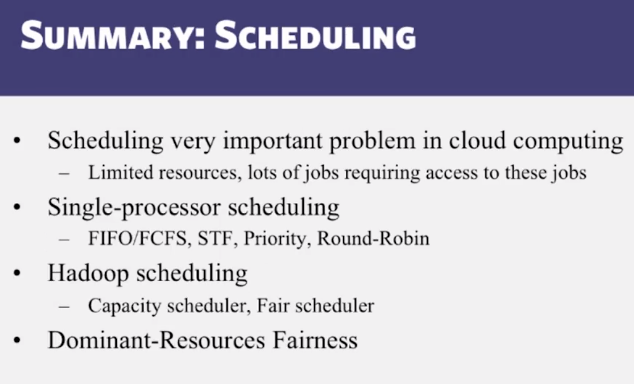 SUMMARY: SCHEDULING
• Scheduling very important problem in cloud computing
– Limited resources, lots of jobs requiring access to these jobs
• Single-processor scheduling
– FIFO/FCFS, STF, Priority, Round-Robin
• Hadoop scheduling
– Capacity scheduler, Fair scheduler
• Dominant-Resources Fairness